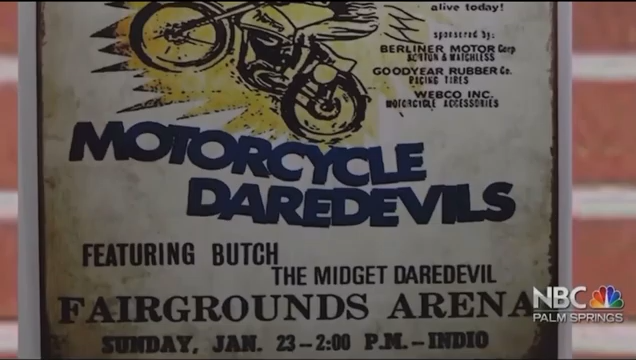 alive today!
sponsored by:
BERLINER MOTOR Corp
NORTON & MATCHLESS
GOODYEAR RUBBER Co.
RACING TIRES
WEBCO INC.
MOTORCYCLE ACCESSORIES
MOTORCYCLE
DAREDEVILS
FEATURING BUTCH
THE MIDGET DAREDEVIL
FAIRGROUNDS ARENA
SUNDAY, JAN. 23-2:00 P.M.-INDIO
NBC
PALM SPRINGS